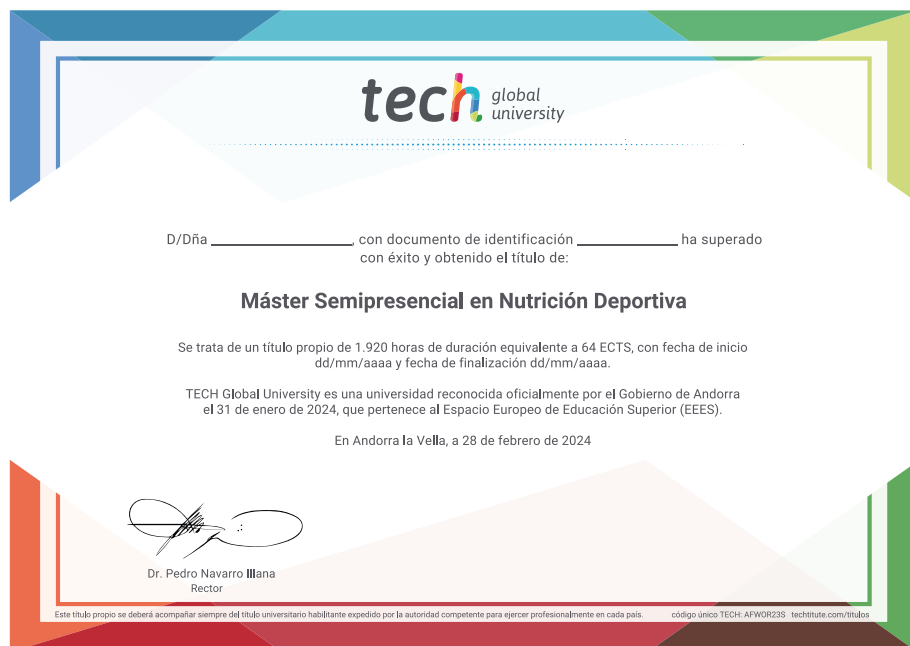 tech global university
D/Dña ____________________, con documento de identificación ______________ ha superado
con éxito y obtenido el título de:
Máster Semipresencial en Nutrición Deportiva
Se trata de un título propio de 1.920 horas de duración equivalente a 64 ECTS, con fecha de inicio
dd/mm/aaaa y fecha de finalización dd/mm/aaaa.
TECH Global University es una universidad reconocida oficialmente por el Gobierno de Andorra
el 31 de enero de 2024, que pertenece al Espacio Europeo de Educación Superior (EEES).
En Andorra la Vella, a 28 de febrero de 2024
Dr. Pedro Navarro Illana
Rector
Este título propio se deberá acompañar siempre del título universitario habilitante expedido por la autoridad competente para ejercer profesionalmente en cada país. código único TECH: AFWOR23S techtitute.com/titulos